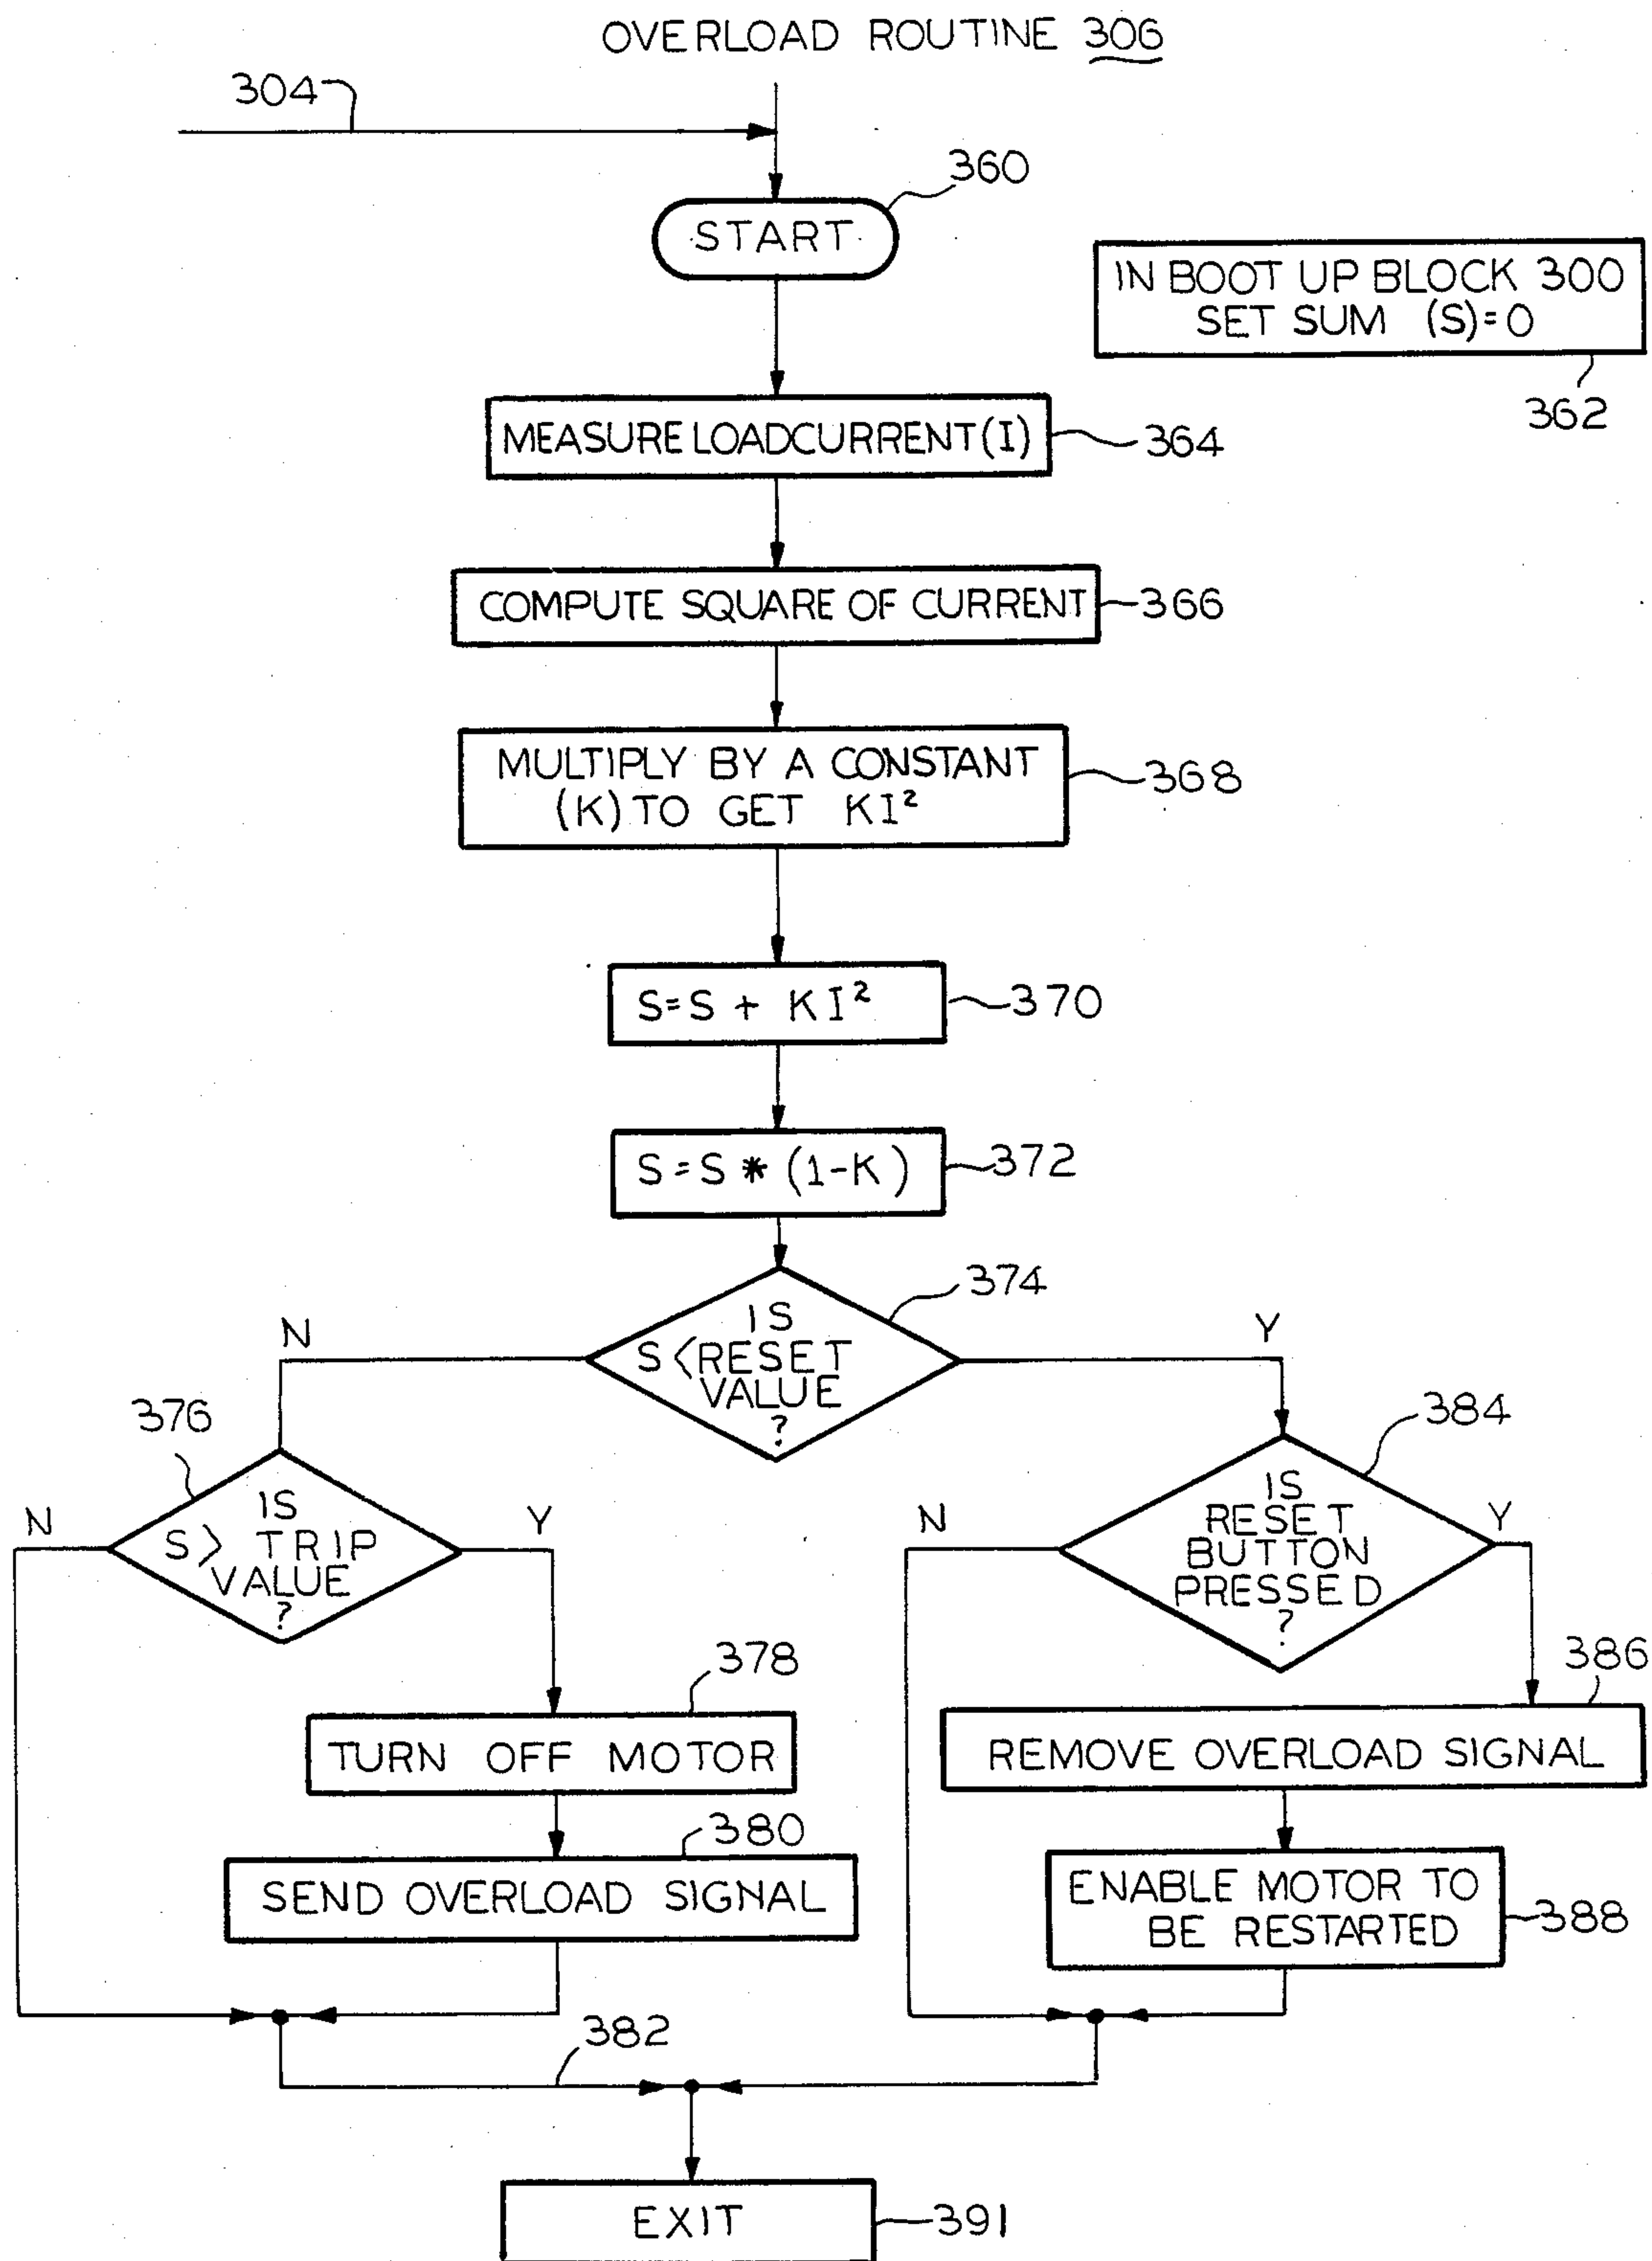 OVERLOAD ROUTINE 306
304
360
START
IN BOOT UP BLOCK 300
SET SUM (S)=0
362
MEASURE LOADCURRENT(I)
364
COMPUTE SQUARE OF CURRENT
366
MULTIPLY BY A CONSTANT
(K) TO GET KI²
368
S=S + KI²
370
S=S * (1-K)
372
374
IS
S<RESET
VALUE
?
N
Y
376
384
IS
S> TRIP
VALUE
?
N
Y
IS
RESET
BUTTON
PRESSED
?
N
Y
378
386
TURN OFF MOTOR
REMOVE OVERLOAD SIGNAL
380
SEND OVERLOAD SIGNAL
ENABLE MOTOR TO
BE RESTARTED
388
382
EXIT
391